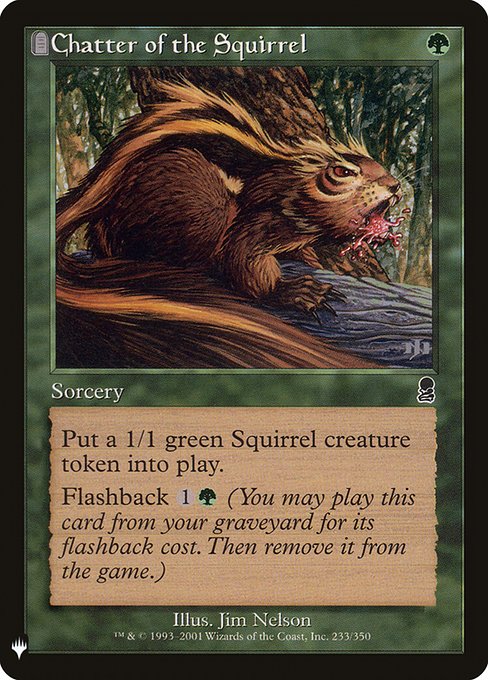 Chatter of the Squirrel
Sorcery
Put a 1/1 green Squirrel creature
token into play.
Flashback 1 (You may play this
card from your graveyard for its
flashback cost. Then remove it from
the game.)
Illus. Jim Nelson
™ & © 1993–2001 Wizards of the Coast, Inc. 233/350